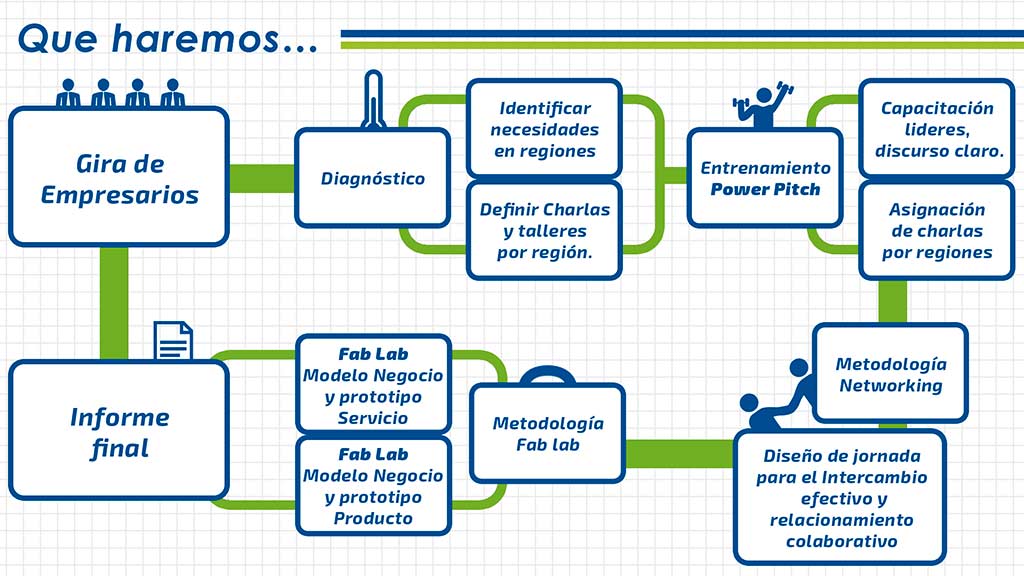 Que haremos...
Gira de
Empresarios
Diagnóstico
Identificar
necesidades
en regiones
Definir Charlas
y talleres
por región.
Entrenamiento
Power Pitch
Capacitación
lideres,
discurso claro.
Asignación
de charlas
por regiones
Metodología
Networking
Diseño de jornada
para el Intercambio
efectivo y
relacionamiento
colaborativo
Metodología
Fab lab
Fab Lab
Modelo Negocio
y prototipo
Servicio
Fab Lab
Modelo Negocio
y prototipo
Producto
Informe
final